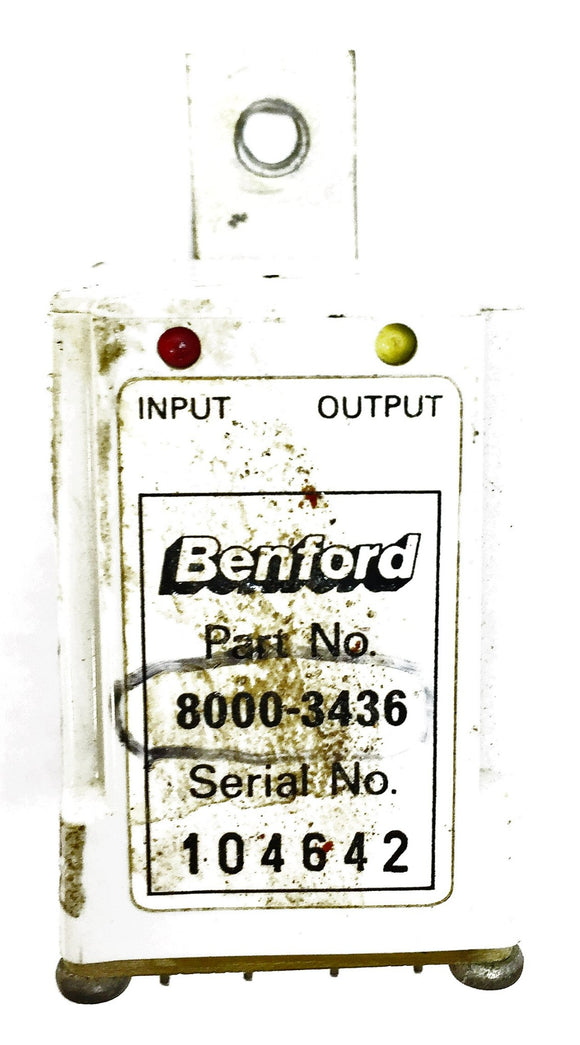 INPUT OUTPUT
Benford
Part No.
8000-3436
Serial No.
104642